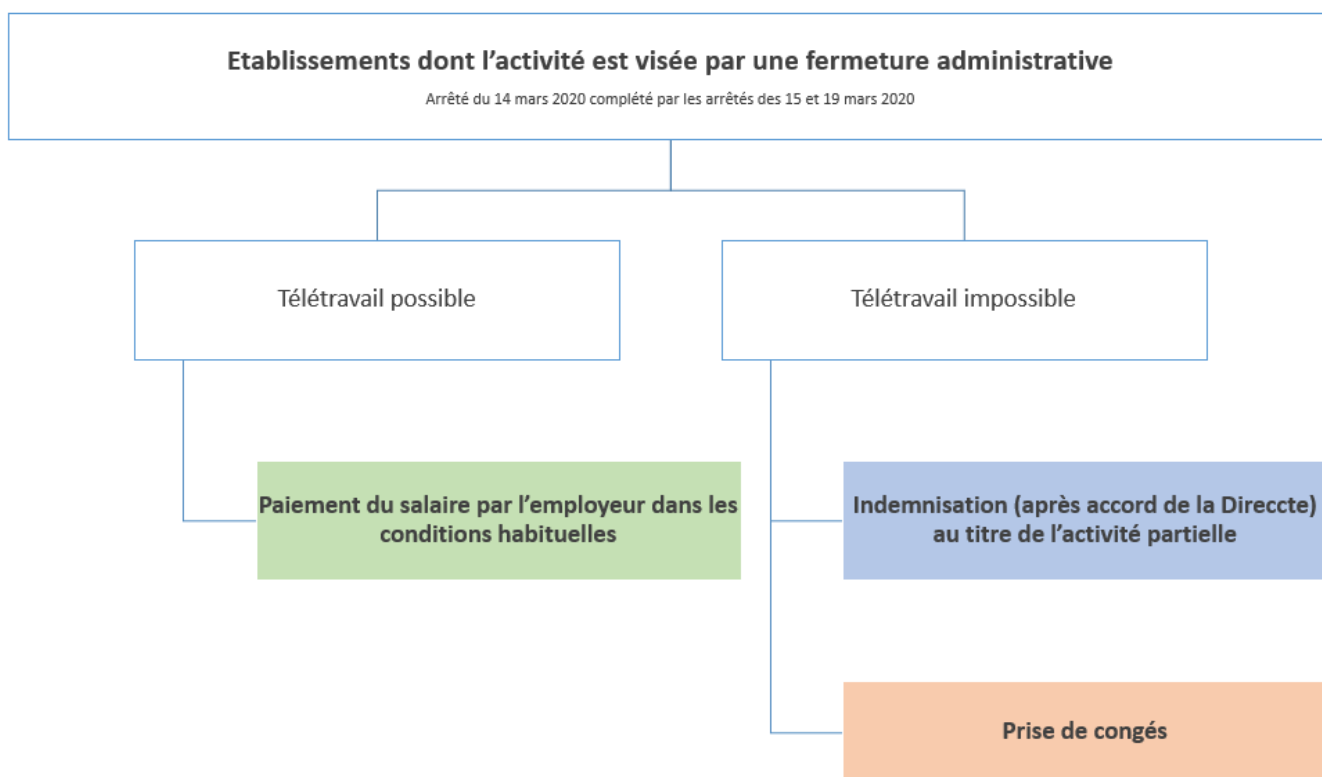 Etablissements dont l’activité est visée par une fermeture administrative
Arrêté du 14 mars 2020 complété par les arrêtés des 15 et 19 mars 2020
Télétravail possible
Télétravail impossible
Paiement du salaire par l’employeur dans les
conditions habituelles
Indemnisation (après accord de la Direccte)
au titre de l’activité partielle
Prise de congés